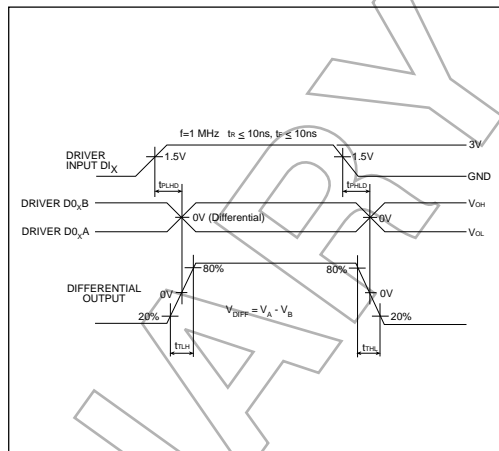 f=1 MHz tR ≤ 10ns, tF ≤ 10ns
3V
DRIVER
INPUT DIX
1.5V
1.5V
GND
tPLHD
tPHLD
DRIVER D0XB
VOH
0V (Differential)
0V
DRIVER D0XA
VOL
80%
80%
DIFFERENTIAL
OUTPUT
0V
0V
20%
VDIFF = VA - VB
20%
tTLH
tTHL